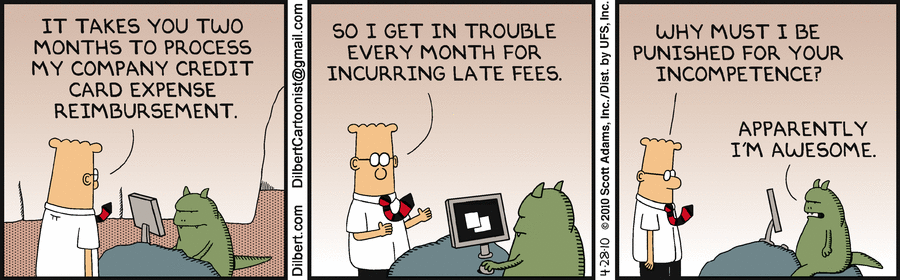 IT TAKES YOU TWO
MONTHS TO PROCESS
MY COMPANY CREDIT
CARD EXPENSE
REIMBURSEMENT.
Dilbert.com DilbertCartoonist@gmail.com
SO I GET IN TROUBLE
EVERY MONTH FOR
INCURRING LATE FEES.
4-28-10 ©2010 Scott Adams, Inc./Dist. by UFS, Inc.
WHY MUST I BE
PUNISHED FOR YOUR
INCOMPETENCE?
APPARENTLY
I'M AWESOME.